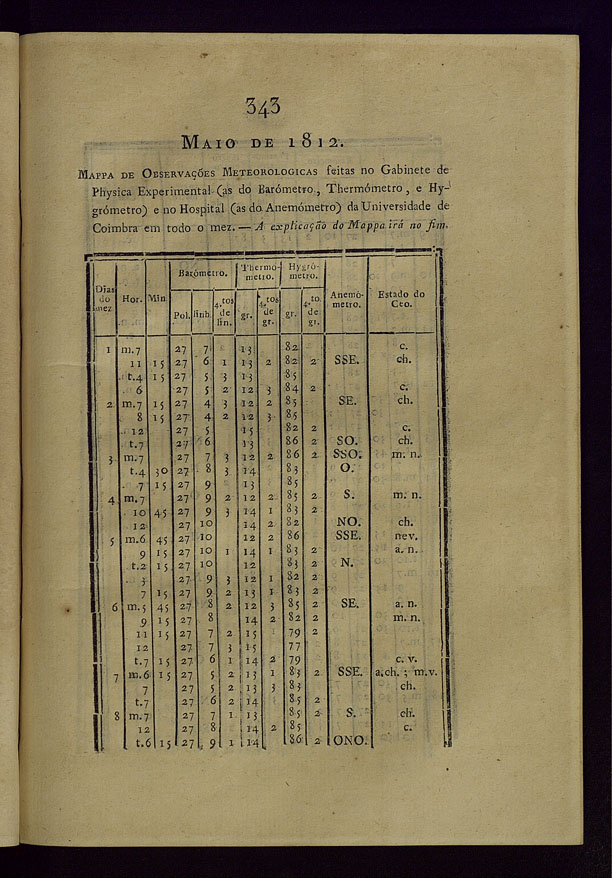 343
MAIO DE 1812.
MAPPA DE OBSERVAÇÕES METEOROLOGICAS feitas no Gabinete de
Physica Experimental (as do Barómetro, Thermómetro, e Hy-
grómetro) e no Hospital (as do Anemómetro) da Universidade de
Coimbra em todo o mez. — A explicação do Mappa irá no fim.
Dias do mez Hor. Min. Barómetro. Thermo-metro. Hygró-metro. Anemó-metro. Estado do Ceo.
Pol. linh. 4.tos de lin. gr. 4.tos de gr. gr. 4.to de gr.
1 m.7 27 7 13 82 c.
11 15 27 6 1 13 2 82 2 SSE. ch.
t.4 15 27 5 3 13 85
6 27 5 2 12 3 84 2 c.
2 m.7 15 27 4 3 12 2 85 SE. ch.
8 15 27 4 2 12 3 85
12 27 5 15 82 2 c.
t.7 27 6 13 86 2 SO. ch.
3 m.7 27 7 3 12 2 86 2 SSO. m. n.
t.4 30 27 8 3 14 83 O.
7 15 27 9 13 85
4 m.7 27 9 2 12 2 85 2 S. m. n.
10 45 27 9 3 14 1 83 2
12 27 10 14 2 82 NO. ch.
5 m.6 45 27 10 12 2 86 SSE. nev.
9 15 27 10 1 14 1 83 2 a. n.
t.2 15 27 10 12 83 2 N.
3 27 9 3 12 1 82 2
7 15 27 9 2 13 1 83 2
6 m.5 45 27 8 2 12 3 85 2 SE. a. n.
9 15 27 8 14 2 82 2 m. n.
11 15 27 7 2 15 79 2
12 27 7 3 15 77
t.7 15 27 6 1 14 2 79 c. v.
7 m.6 15 27 5 2 13 1 83 2 SSE. a.ch. ; m.v.
7 27 5 2 13 3 83 ch.
t.7 27 6 2 14 85 2
8 m.7 27 7 1 13 85 2 S. ch.
12 27 8 14 2 85 c.
t.6 15 27 9 1 14 86 2 ONO.